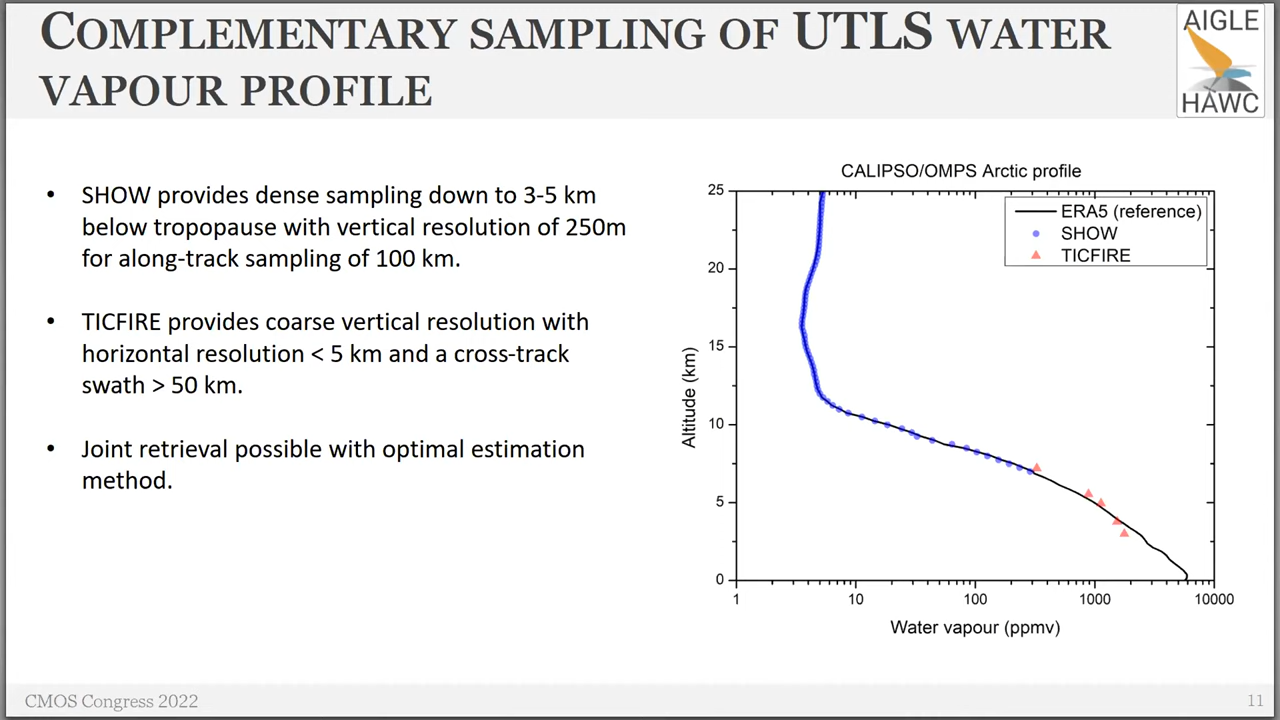 COMPLEMENTARY SAMPLING OF UTLS WATER
VAPOUR PROFILE
AIGLE
HAWC
• SHOW provides dense sampling down to 3-5 km
below tropopause with vertical resolution of 250m
for along-track sampling of 100 km.
• TICFIRE provides coarse vertical resolution with
horizontal resolution < 5 km and a cross-track
swath > 50 km.
• Joint retrieval possible with optimal estimation
method.
CALIPSO/OMPS Arctic profile
ERA5 (reference)
SHOW
TICFIRE
Altitude (km)
25
20
15
10
5
0
1 10 100 1000 10000
Water vapour (ppmv)
CMOS Congress 2022
11